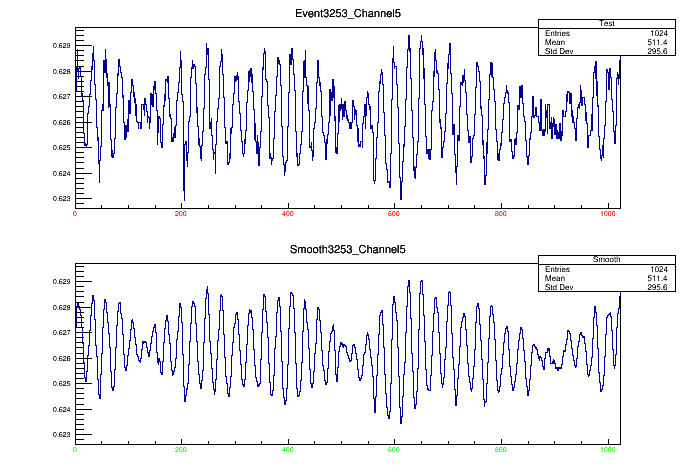 Event3253_Channel5
Test
Entries 1024
Mean 511.4
Std Dev 295.6
0.629
0.628
0.627
0.626
0.625
0.624
0.623
0 200 400 600 800 1000
Smooth3253_Channel5
Smooth
Entries 1024
Mean 511.4
Std Dev 295.6
0.629
0.628
0.627
0.626
0.625
0.624
0.623
0 200 400 600 800 1000